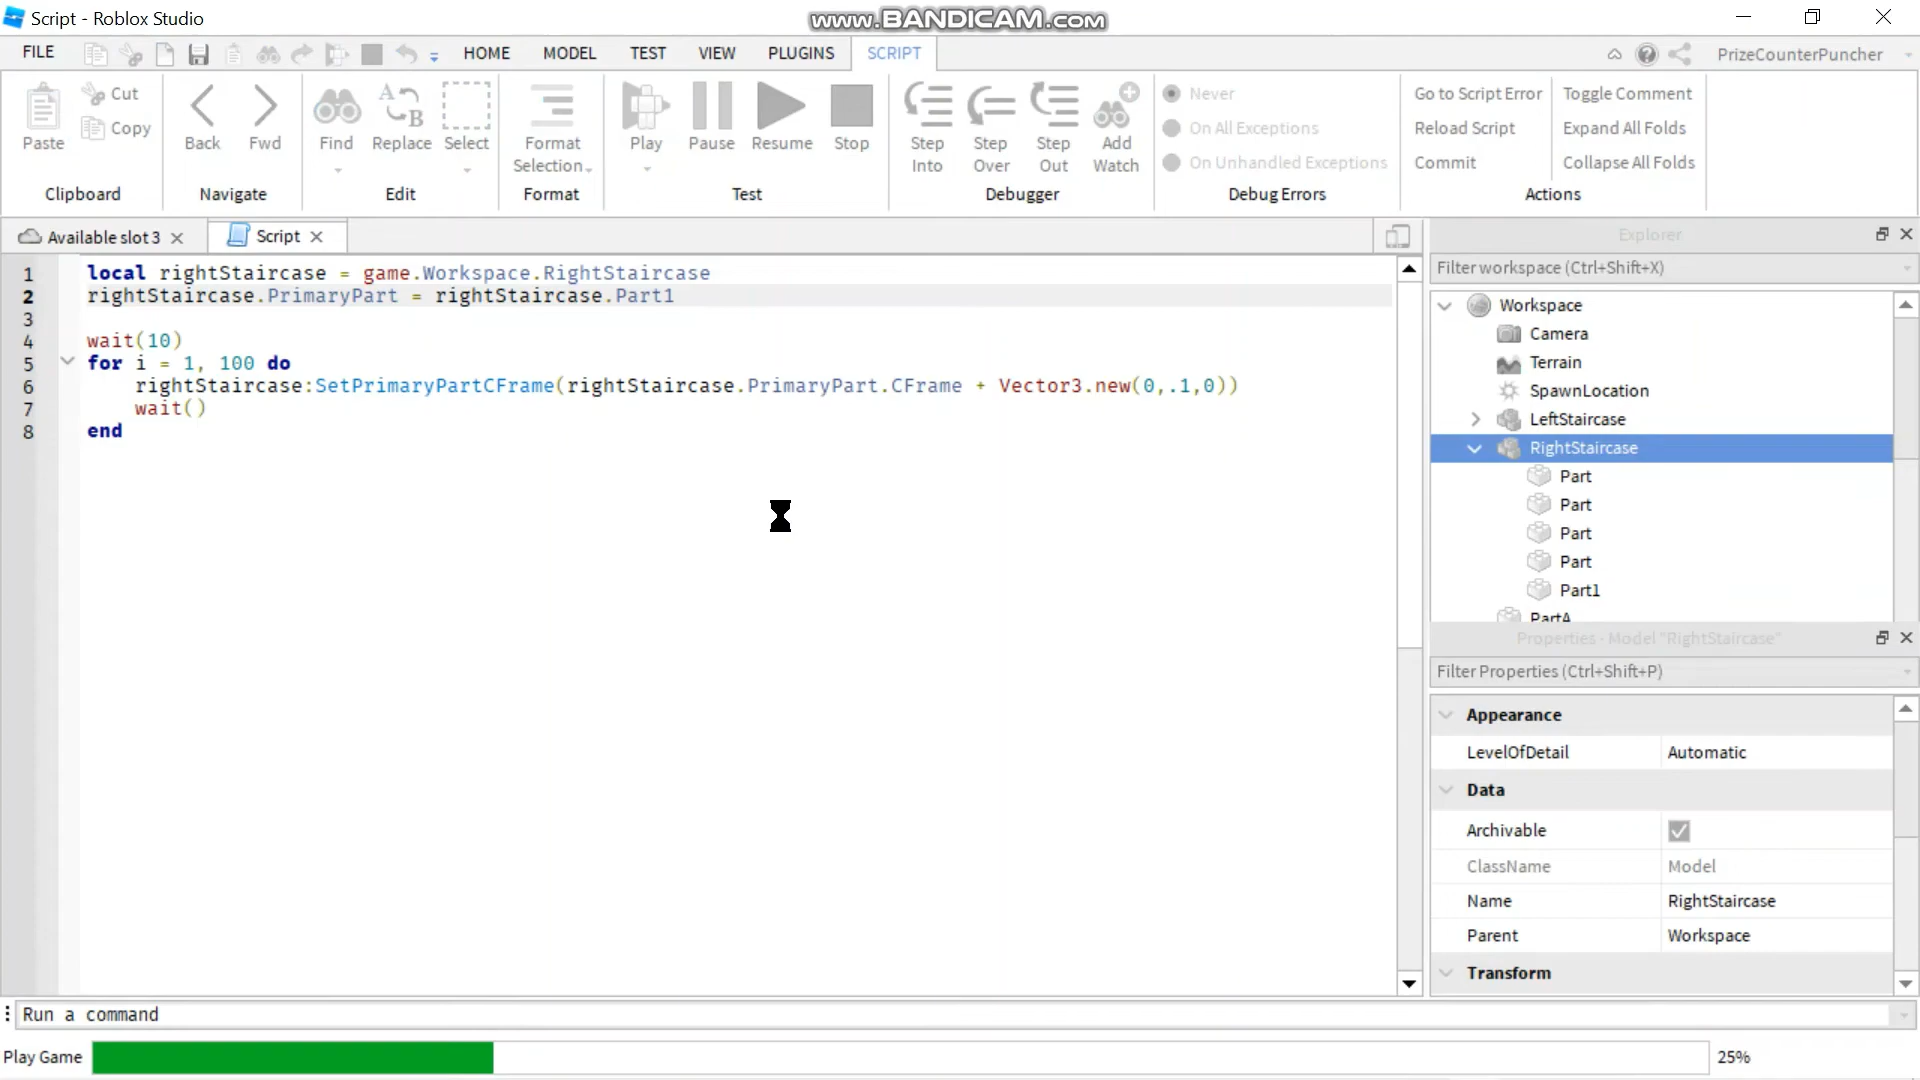 Script - Roblox Studio
www.BANDICAM.com
FILE
HOME
MODEL
TEST
VIEW
PLUGINS
SCRIPT
PrizeCounterPuncher
Paste
Cut
Copy
Clipboard
Back
Fwd
Navigate
Find
Replace
Select
Edit
Format
Selection
Format
Play
Pause
Resume
Stop
Test
Step
Into
Step
Over
Step
Out
Add
Watch
Debugger
Never
On All Exceptions
On Unhandled Exceptions
Debug Errors
Go to Script Error
Reload Script
Commit
Toggle Comment
Expand All Folds
Collapse All Folds
Actions
Available slot 3
Script
1 local rightStaircase = game.Workspace.RightStaircase
2 rightStaircase.PrimaryPart = rightStaircase.Part1
3
4 wait(10)
5 for i = 1, 100 do
6 rightStaircase:SetPrimaryPartCFrame(rightStaircase.PrimaryPart.CFrame + Vector3.new(0,.1,0))
7 wait()
8 end
Explorer
Filter workspace (Ctrl+Shift+X)
Workspace
Camera
Terrain
SpawnLocation
LeftStaircase
RightStaircase
Part
Part
Part
Part
Part1
PartA
Properties - Model "RightStaircase"
Filter Properties (Ctrl+Shift+P)
Appearance
LevelOfDetail Automatic
Data
Archivable
ClassName Model
Name RightStaircase
Parent Workspace
Transform
Run a command
Play Game
25%